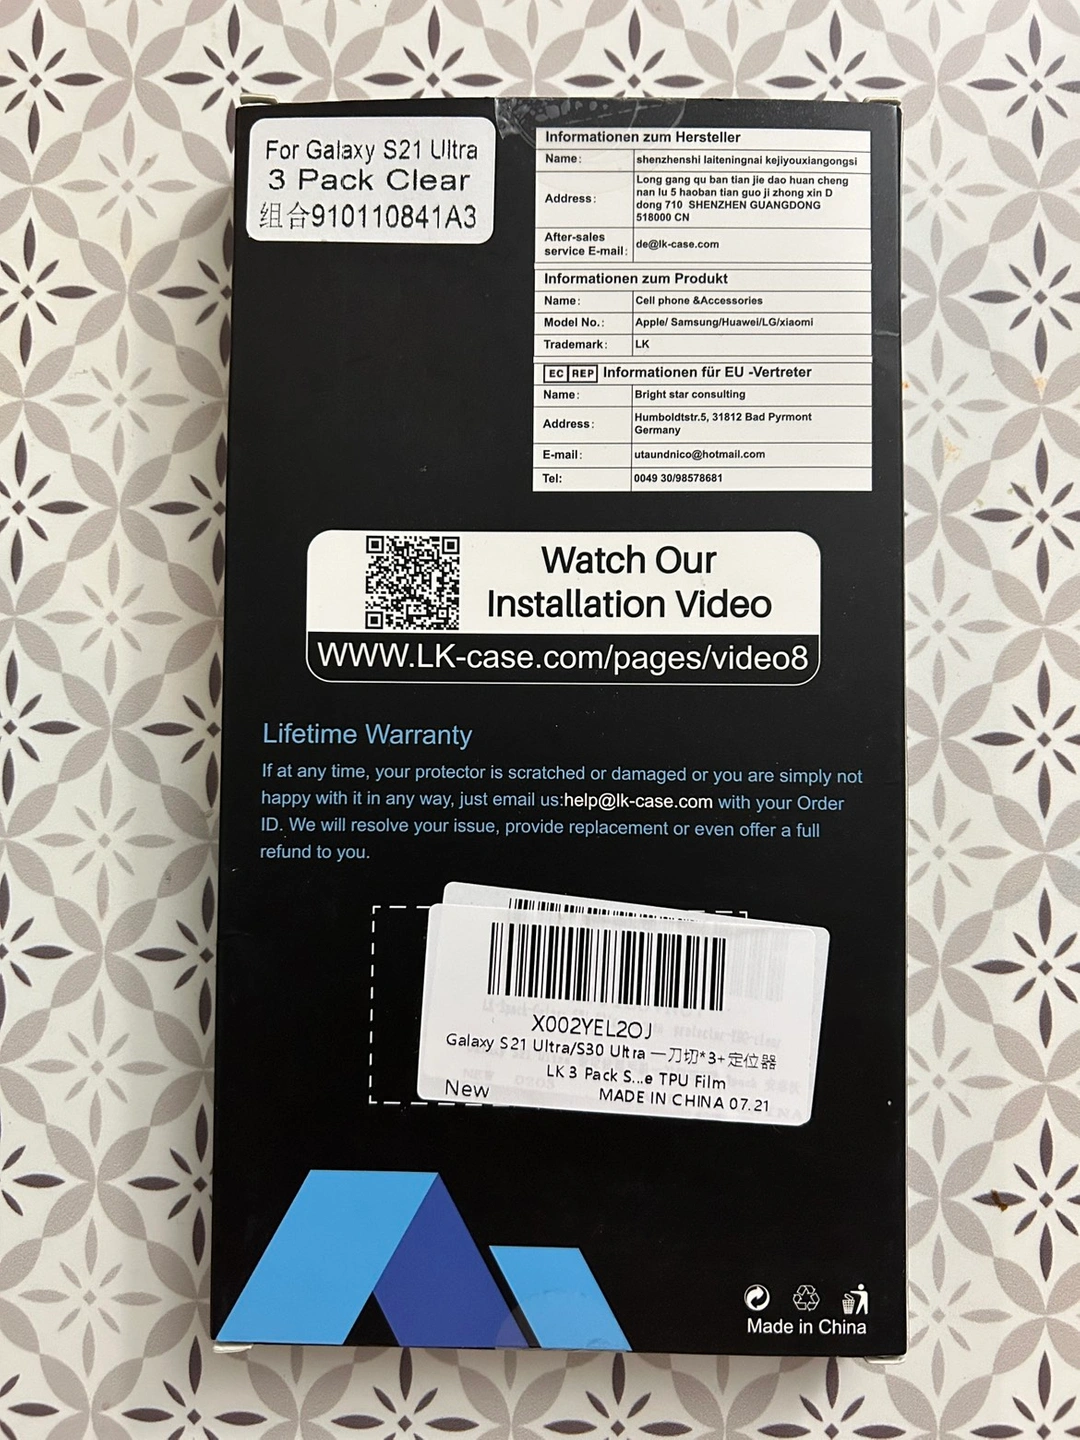 For Galaxy S21 Ultra
3 Pack Clear
组合910110841A3
Informationen zum Hersteller
Name: shenzhenshi laiteningnai kejiyouxiangongsi
Address: Long gang qu ban tian jie dao huan cheng
nan lu 5 haoban tian guo ji zhong xin D
dong 710 SHENZHEN GUANGDONG
518000 CN
After-sales
service E-mail: de@lk-case.com
Informationen zum Produkt
Name: Cell phone &Accessories
Model No.: Apple/ Samsung/Huawei/LG/xiaomi
Trademark: LK
EC REP Informationen für EU -Vertreter
Name: Bright star consulting
Address: Humboldtstr.5, 31812 Bad Pyrmont
Germany
E-mail: utaundnico@hotmail.com
Tel: 0049 30/98578681
Watch Our
Installation Video
WWW.LK-case.com/pages/video8
Lifetime Warranty
If at any time, your protector is scratched or damaged or you are simply not
happy with it in any way, just email us:help@lk-case.com with your Order
ID. We will resolve your issue, provide replacement or even offer a full
refund to you.
X002YEL2OJ
Galaxy S21 Ultra/S30 Ultra 一刀切*3+定位器
LK 3 Pack S...e TPU Film
New MADE IN CHINA 07.21
Made in China